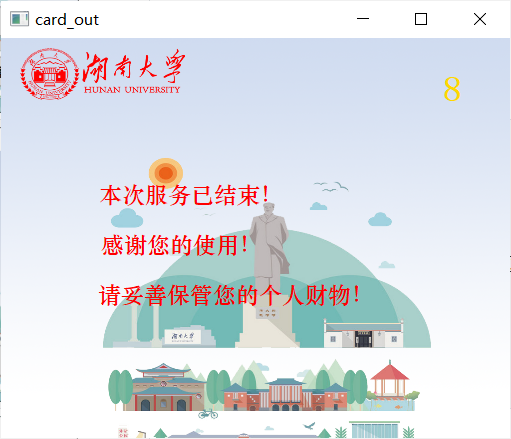 card_out
湖南大学
HUNAN UNIVERSITY
8
本次服务已结束!
感谢您的使用!
请妥善保管您的个人财物!
湖南大学